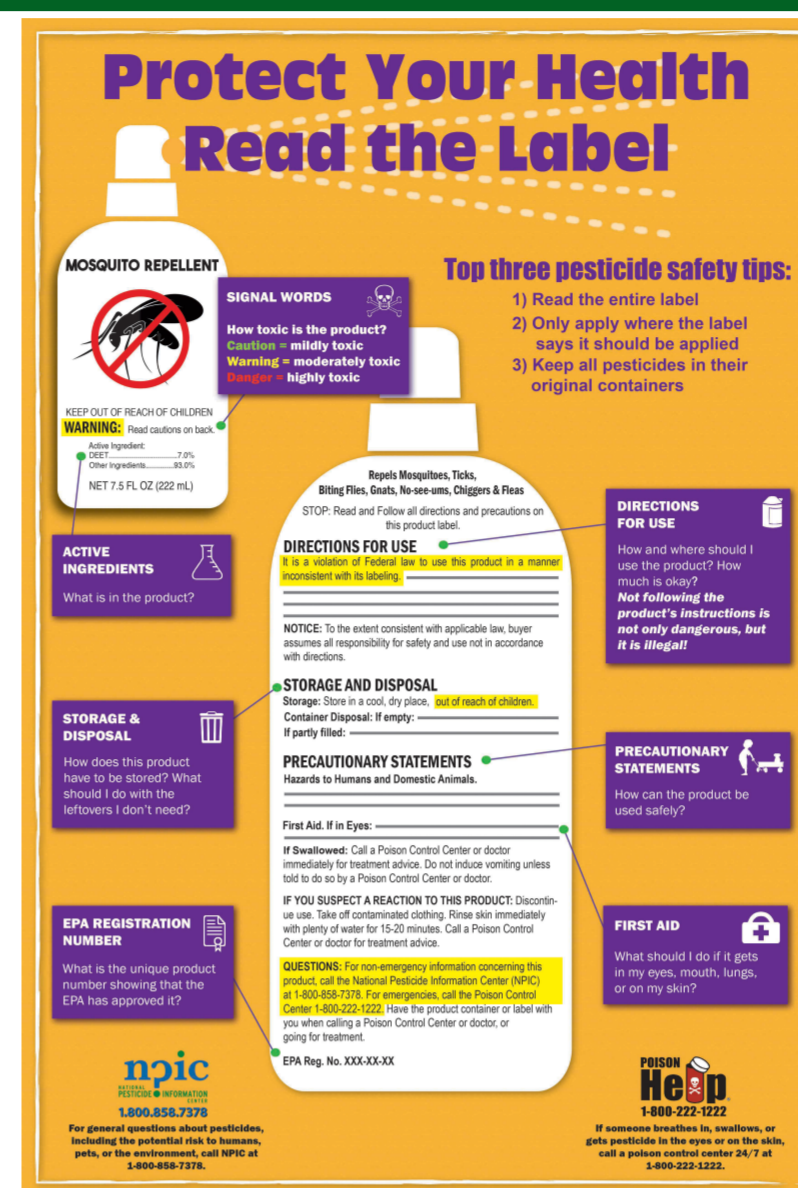 Protect Your Health
Read the Label
MOSQUITO REPELLENT
KEEP OUT OF REACH OF CHILDREN
WARNING: Read cautions on back.
Active Ingredient:
DEET..............................7.0%
Other Ingredients.............93.0%
NET 7.5 FL OZ (222 mL)
SIGNAL WORDS
How toxic is the product?
Caution = mildly toxic
Warning = moderately toxic
Danger = highly toxic
Top three pesticide safety tips:
1) Read the entire label
2) Only apply where the label
says it should be applied
3) Keep all pesticides in their
original containers
ACTIVE
INGREDIENTS
What is in the product?
STORAGE &
DISPOSAL
How does this product
have to be stored? What
should I do with the
leftovers I don't need?
EPA REGISTRATION
NUMBER
What is the unique product
number showing that the
EPA has approved it?
Repels Mosquitoes, Ticks,
Biting Flies, Gnats, No-see-ums, Chiggers & Fleas
STOP: Read and Follow all directions and precautions on
this product label.
DIRECTIONS FOR USE
It is a violation of Federal law to use this product in a manner
inconsistent with its labeling.
NOTICE: To the extent consistent with applicable law, buyer
assumes all responsibility for safety and use not in accordance
with directions.
STORAGE AND DISPOSAL
Storage: Store in a cool, dry place, out of reach of children.
Container Disposal: If empty:
If partly filled:
PRECAUTIONARY STATEMENTS
Hazards to Humans and Domestic Animals.
First Aid. If in Eyes:
If Swallowed: Call a Poison Control Center or doctor
immediately for treatment advice. Do not induce vomiting unless
told to do so by a Poison Control Center or doctor.
IF YOU SUSPECT A REACTION TO THIS PRODUCT: Discontin-
ue use. Take off contaminated clothing. Rinse skin immediately
with plenty of water for 15-20 minutes. Call a Poison Control
Center or doctor for treatment advice.
QUESTIONS: For non-emergency information concerning this
product, call the National Pesticide Information Center (NPIC)
at 1-800-858-7378. For emergencies, call the Poison Control
Center 1-800-222-1222. Have the product container or label with
you when calling a Poison Control Center or doctor, or
going for treatment.
EPA Reg. No. XXX-XX-XX
DIRECTIONS
FOR USE
How and where should I
use the product? How
much is okay?
Not following the
product's instructions is
not only dangerous, but
it is illegal!
PRECAUTIONARY
STATEMENTS
How can the product be
used safely?
FIRST AID
What should I do if it gets
in my eyes, mouth, lungs,
or on my skin?
npic
NATIONAL
PESTICIDE INFORMATION
CENTER
1.800.858.7378
For general questions about pesticides,
including the potential risk to humans,
pets, or the environment, call NPIC at
1-800-858-7378.
POISON
Help
1-800-222-1222
If someone breathes in, swallows, or
gets pesticide in the eyes or on the skin,
call a poison control center 24/7 at
1-800-222-1222.